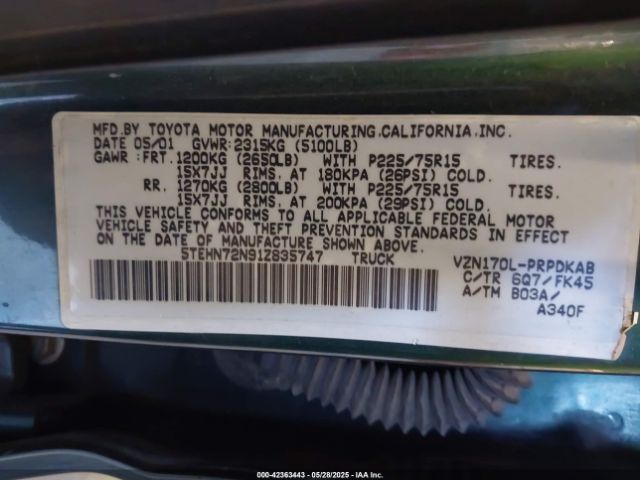 MFD.BY TOYOTA MOTOR MANUFACTURING,CALIFORNIA,INC.
DATE 05/01 GVWR:2315KG (5100LB)
GAWR : FRT. 1200KG (2650LB) WITH P225/75R15 TIRES.
15X7JJ RIMS, AT 180KPA (26PSI) COLD.
RR. 1270KG (2800LB) WITH P225/75R15 TIRES.
15X7JJ RIMS, AT 200KPA (29PSI) COLD.
THIS VEHICLE CONFORMS TO ALL APPLICABLE FEDERAL MOTOR
VEHICLE SAFETY AND THEFT PREVENTION STANDARDS IN EFFECT
ON THE DATE OF MANUFACTURE SHOWN ABOVE.
5TEHN72N91Z835747 TRUCK VZN170L-PRPDKAB
C/TR 6Q7/FK45
A/TM B03A/
A340F
000-42363443 - 05/28/2025 - IAA Inc.